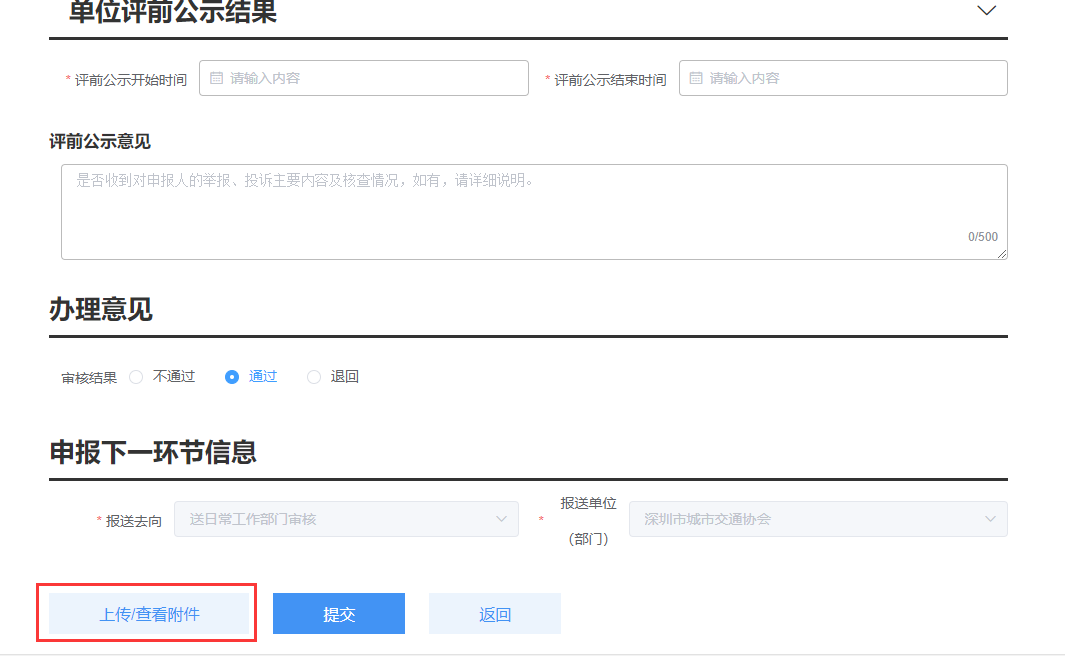 单位评前公示结果
* 评前公示开始时间 请输入内容 * 评前公示结束时间 请输入内容
评前公示意见
是否收到对申报人的举报、投诉主要内容及核查情况，如有，请详细说明。
0/500
办理意见
审核结果 不通过 通过 退回
申报下一环节信息
* 报送去向 送日常工作部门审核 * 报送单位 深圳市城市交通协会
（部门）
上传/查看附件 提交 返回